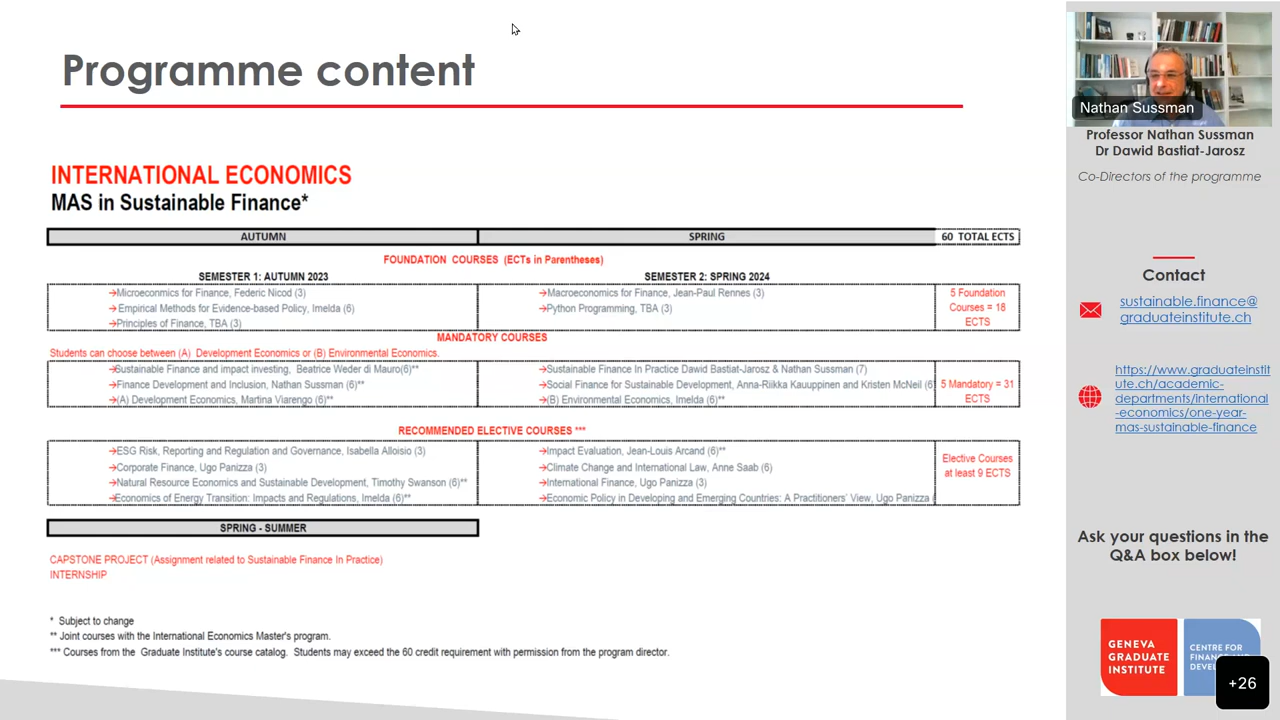 Programme content
INTERNATIONAL ECONOMICS
MAS in Sustainable Finance*
AUTUMN
SPRING
60 TOTAL ECTS
FOUNDATION COURSES (ECTs in Parentheses)
SEMESTER 1: AUTUMN 2023
SEMESTER 2: SPRING 2024
→Microeconmics for Finance, Federic Nicod (3)
→Empirical Methods for Evidence-based Policy, Imelda (6)
→Principles of Finance, TBA (3)
→Macroeconomics for Finance, Jean-Paul Rennes (3)
→Python Programming, TBA (3)
5 Foundation
Courses = 18
ECTS
MANDATORY COURSES
Students can choose between (A) Development Economics or (B) Environmental Economics.
→Sustainable Finance and impact investing, Beatrice Weder di Mauro(6)**
→Finance Development and Inclusion, Nathan Sussman (6)**
→(A) Development Economics, Martina Viarengo (6)**
→Sustainable Finance In Practice Dawid Bastiat-Jarosz & Nathan Sussman (7)
→Social Finance for Sustainable Development, Anna-Riikka Kauuppinen and Kristen McNeil (6
→(B) Environmental Economics, Imelda (6)**
5 Mandatory = 31
ECTS
RECOMMENDED ELECTIVE COURSES ***
→ESG Risk, Reporting and Regulation and Governance, Isabella Alloisio (3)
→Corporate Finance, Ugo Panizza (3)
→Natural Resource Economics and Sustainable Development, Timothy Swanson (6)**
→Economics of Energy Transition: Impacts and Regulations, Imelda (6)**
→Impact Evaluation, Jean-Louis Arcand (6)**
→Climate Change and International Law, Anne Saab (6)
→International Finance, Ugo Panizza (3)
→Economic Policy in Developing and Emerging Countries: A Practitioners' View, Ugo Panizza (
Elective Courses
at least 9 ECTS
SPRING - SUMMER
CAPSTONE PROJECT (Assignment related to Sustainable Finance In Practice)
INTERNSHIP
* Subject to change
** Joint courses with the International Economics Master's program.
*** Courses from the Graduate Institute's course catalog. Students may exceed the 60 credit requirement with permission from the program director.
Nathan Sussman
Professor Nathan Sussman
Dr Dawid Bastiat-Jarosz
Co-Directors of the programme
Contact
sustainable.finance@
graduateinstitute.ch
https://www.graduateinstit
ute.ch/academic-
departments/international
-economics/one-year-
mas-sustainable-finance
Ask your questions in the
Q&A box below!
GENEVA
GRADUATE
INSTITUTE
CENTRE FOR
+26